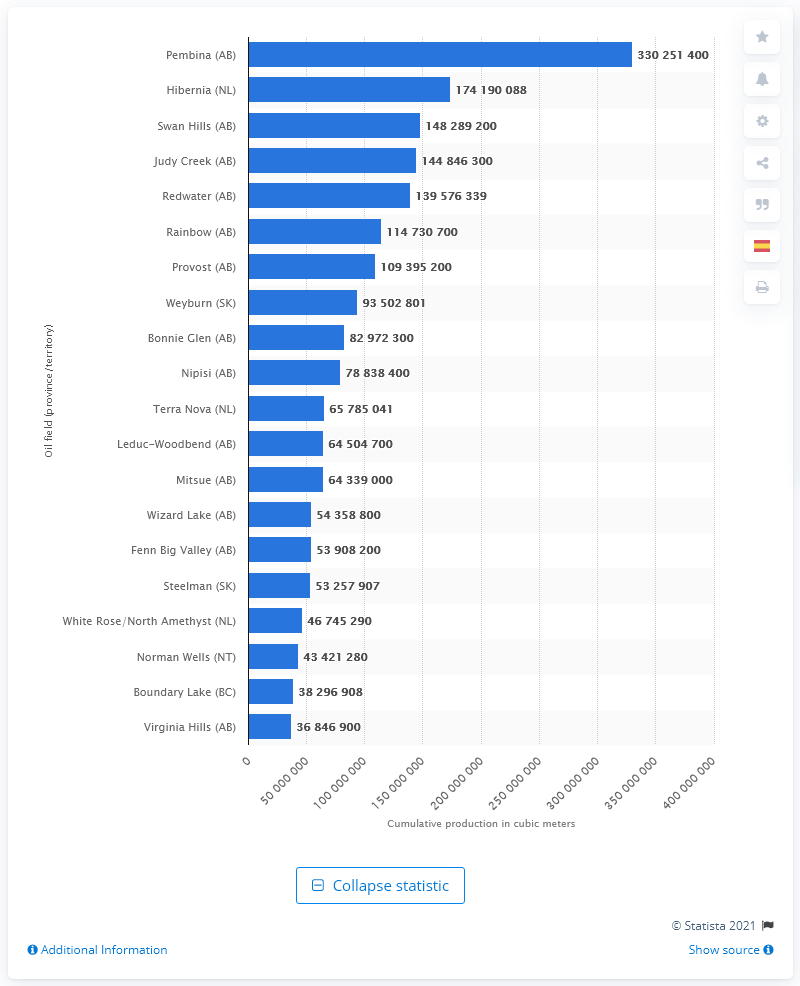 Pembina (AB) 330 251 400
Hibernia (NL) 174 190 088
Swan Hills (AB) 148 289 200
Judy Creek (AB) 144 846 300
Redwater (AB) 139 576 339
Rainbow (AB) 114 730 700
Provost (AB) 109 395 200
Weyburn (SK) 93 502 801
Bonnie Glen (AB) 82 972 300
Nipisi (AB) 78 838 400
Terra Nova (NL) 65 785 041
Leduc-Woodbend (AB) 64 504 700
Mitsue (AB) 64 339 000
Wizard Lake (AB) 54 358 800
Fenn Big Valley (AB) 53 908 200
Steelman (SK) 53 257 907
White Rose/North Amethyst (NL) 46 745 290
Norman Wells (NT) 43 421 280
Boundary Lake (BC) 38 296 908
Virginia Hills (AB) 36 846 900
Oil field (province/territory)
0 50 000 000 100 000 000 150 000 000 200 000 000 250 000 000 300 000 000 350 000 000 400 000 000
Cumulative production in cubic meters
Collapse statistic
© Statista 2021
Additional Information Show source